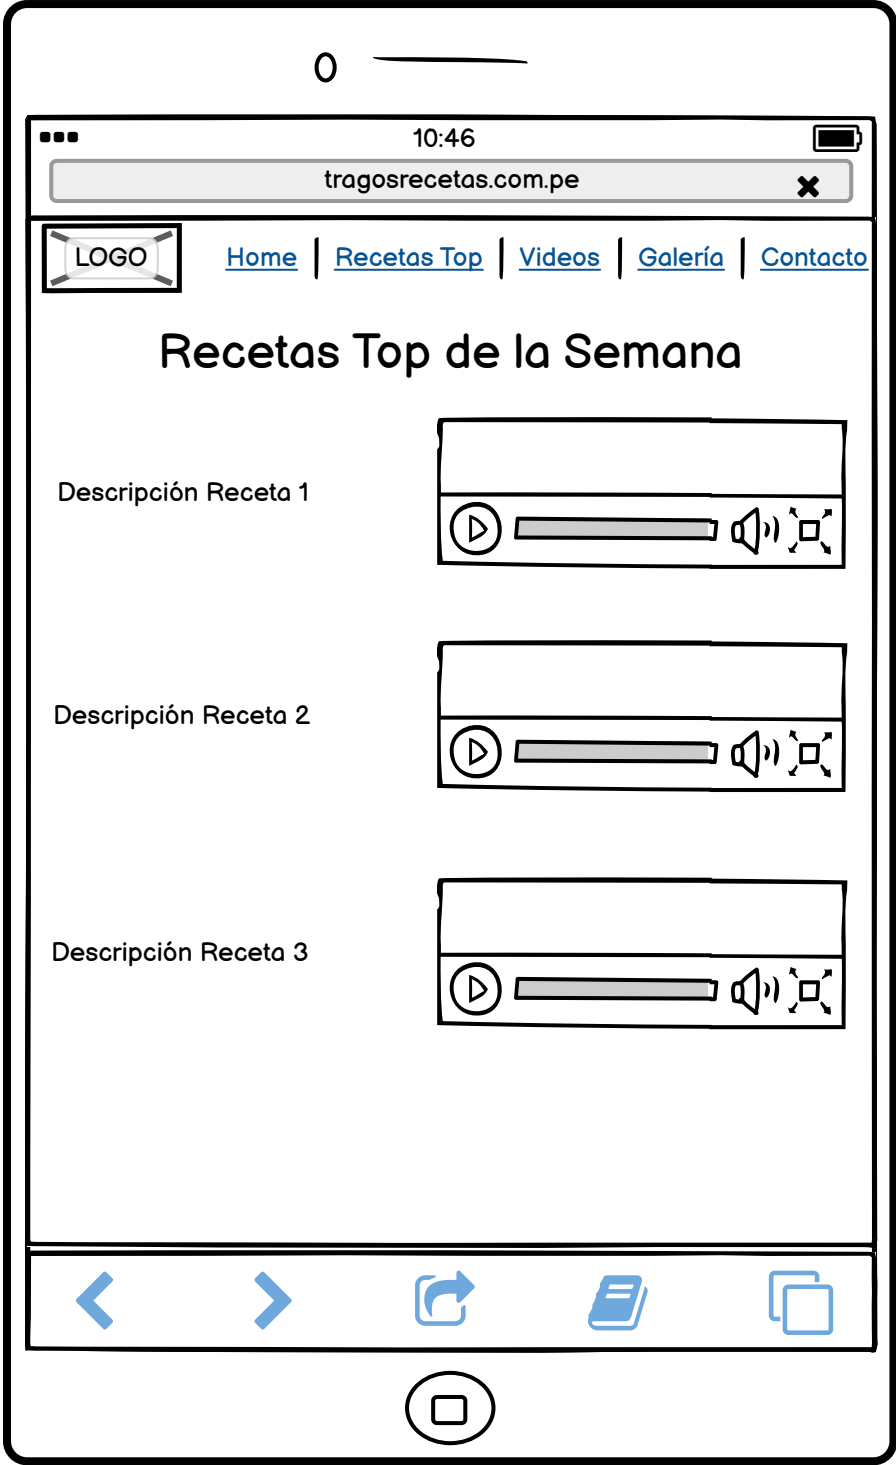 10:46
tragosrecetas.com.pe
LOGO
Home Recetas Top Videos Galería Contacto
Recetas Top de la Semana
Descripción Receta 1
Descripción Receta 2
Descripción Receta 3